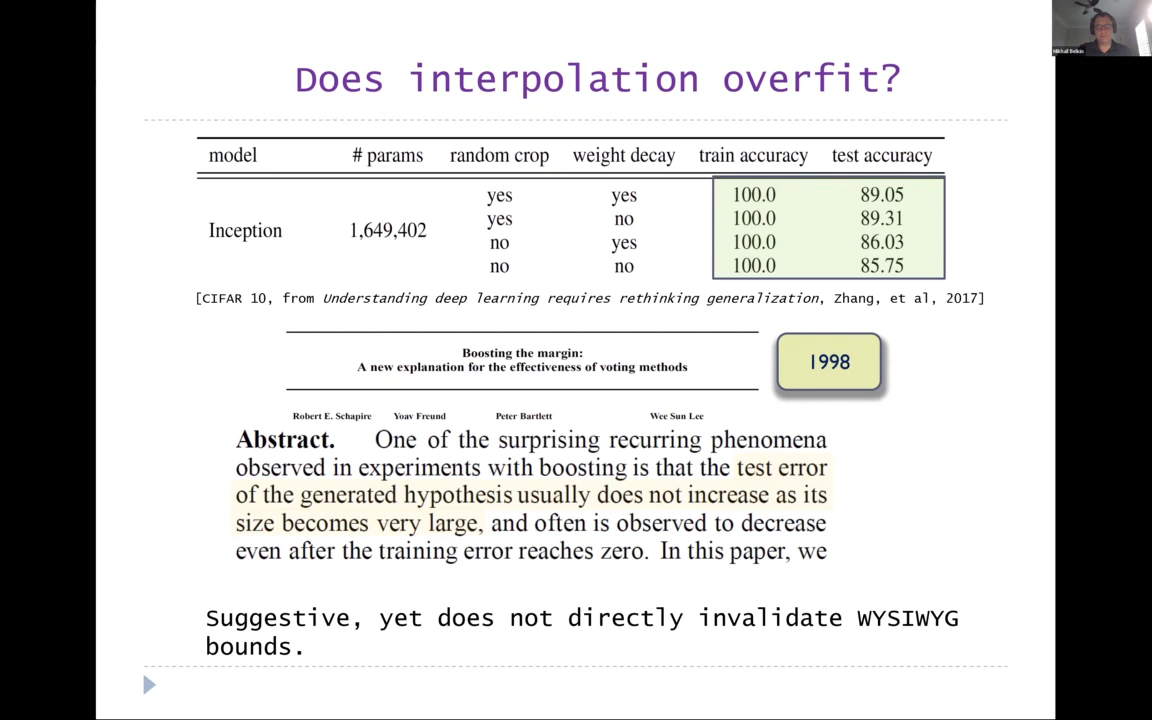 Mikhail Belkin
Does interpolation overfit?
model # params random crop weight decay train accuracy test accuracy
yes yes 100.0 89.05
yes no 100.0 89.31
Inception 1,649,402
no yes 100.0 86.03
no no 100.0 85.75
[CIFAR 10, from Understanding deep learning requires rethinking generalization, Zhang, et al, 2017]
Boosting the margin:
A new explanation for the effectiveness of voting methods
1998
Robert E. Schapire Yoav Freund Peter Bartlett Wee Sun Lee
Abstract. One of the surprising recurring phenomena
observed in experiments with boosting is that the test error
of the generated hypothesis usually does not increase as its
size becomes very large, and often is observed to decrease
even after the training error reaches zero. In this paper, we
Suggestive, yet does not directly invalidate WYSIWYG
bounds.